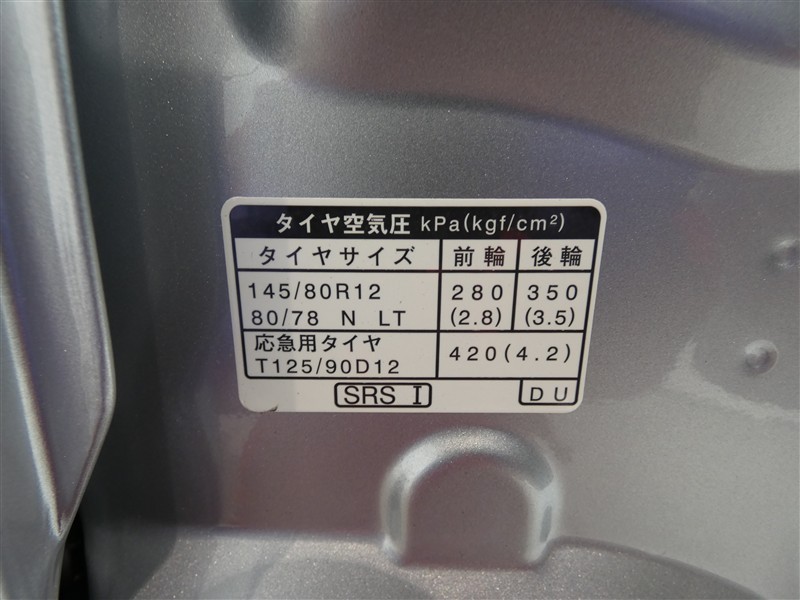 タイヤ空気圧 kPa(kgf/cm²)
タイヤサイズ 前輪 後輪
145/80R12 280 350
80/78 N LT (2.8) (3.5)
応急用タイヤ 420(4.2)
T125/90D12
SRS I DU